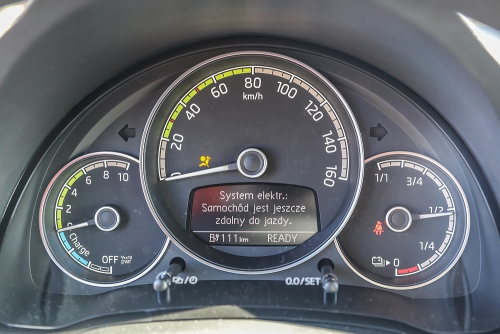 0
20
40
60
80
100
120
140
160
km/h
2
4
6
8
10
Charge
OFF
System elektr.:
Samochód jest jeszcze
zdolny do jazdy.
111 km READY
1/1
3/4
1/2
1/4
0
0.0/SET